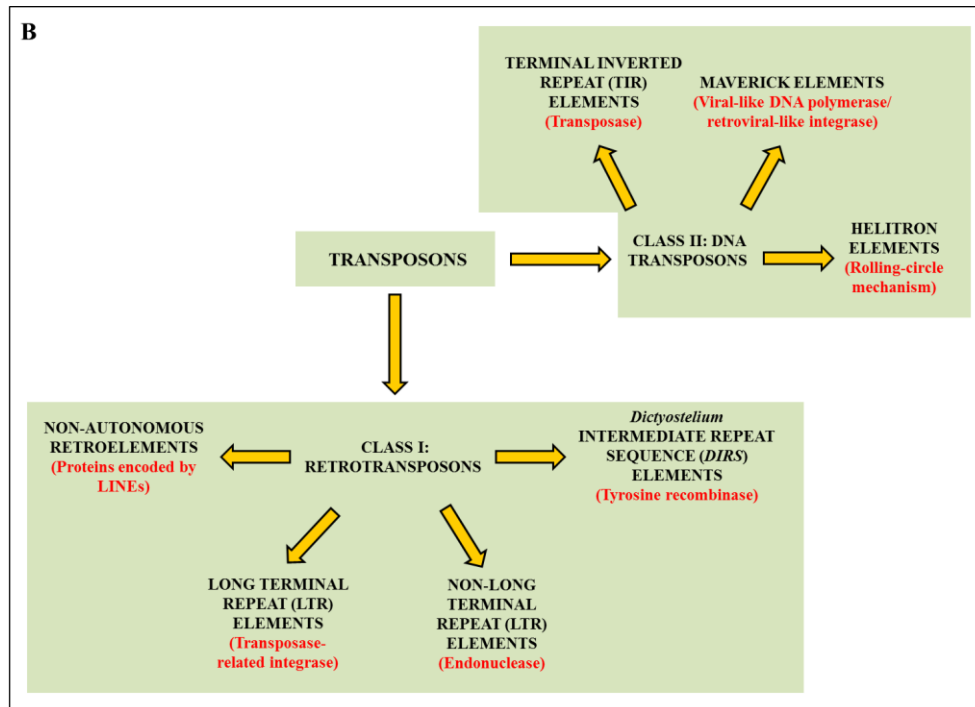 B
TERMINAL INVERTED
REPEAT (TIR)
ELEMENTS
(Transposase)
MAVERICK ELEMENTS
(Viral-like DNA polymerase/
retroviral-like integrase)
TRANSPOSONS
CLASS II: DNA
TRANSPOSONS
HELITRON
ELEMENTS
(Rolling-circle
mechanism)
NON-AUTONOMOUS
RETROELEMENTS
(Proteins encoded by
LINEs)
CLASS I:
RETROTRANSPOSONS
Dictyostelium
INTERMEDIATE REPEAT
SEQUENCE (DIRS)
ELEMENTS
(Tyrosine recombinase)
LONG TERMINAL
REPEAT (LTR)
ELEMENTS
(Transposase-
related integrase)
NON-LONG
TERMINAL
REPEAT (LTR)
ELEMENTS
(Endonuclease)